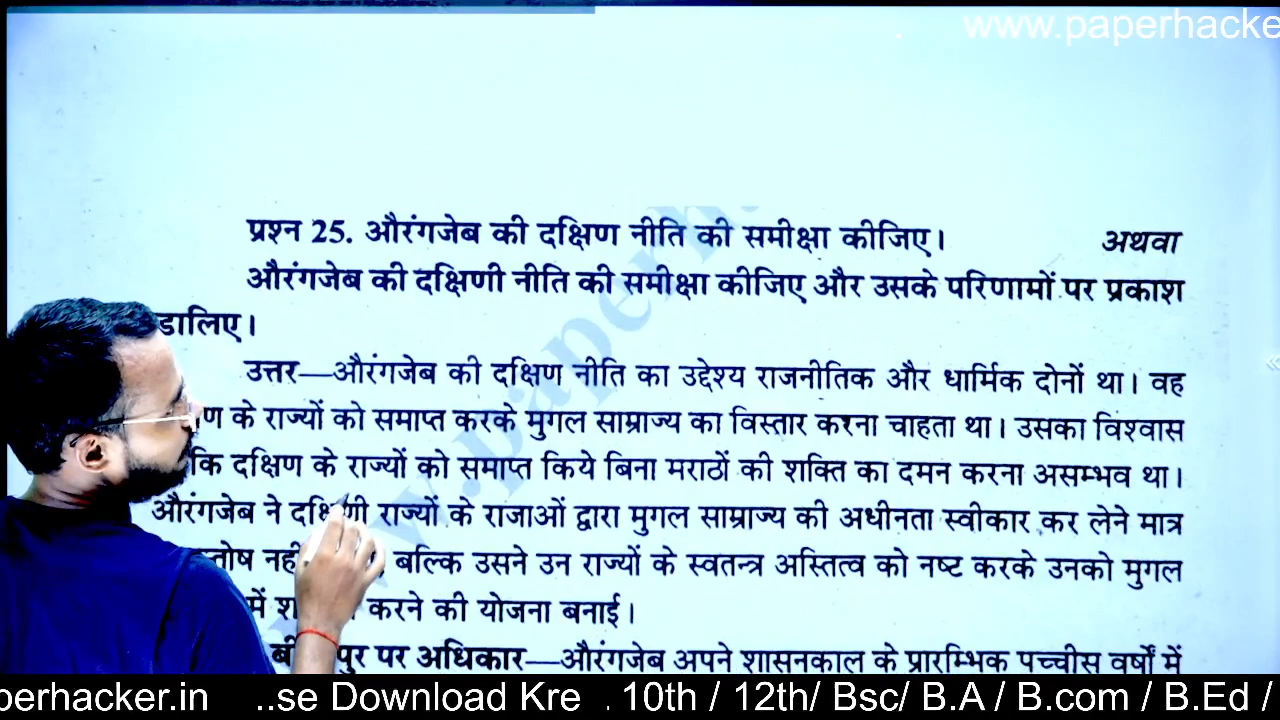 www.paperhacke
प्रश्न 25. औरंगजेब की दक्षिण नीति की समीक्षा कीजिए। अथवा
औरंगजेब की दक्षिणी नीति की समीक्षा कीजिए और उसके परिणामों पर प्रकाश
डालिए।
उत्तर—औरंगजेब की दक्षिण नीति का उद्देश्य राजनीतिक और धार्मिक दोनों था। वह
के राज्यों को समाप्त करके मुगल साम्राज्य का विस्तार करना चाहता था। उसका विश्वास
कि दक्षिण के राज्यों को समाप्त किये बिना मराठों की शक्ति का दमन करना असम्भव था।
औरंगजेब ने दक्षिणी राज्यों के राजाओं द्वारा मुगल साम्राज्य की अधीनता स्वीकार कर लेने मात्र
बल्कि उसने उन राज्यों के स्वतन्त्र अस्तित्व को नष्ट करके उनको मुगल
में करने की योजना बनाई।
पर अधिकार—औरंगजेब अपने शासनकाल के प्रारम्भिक पच्चीस वर्षों में
perhacker.in ..se Download Kre . 10th / 12th/ Bsc/ B.A / B.com / B.Ed /